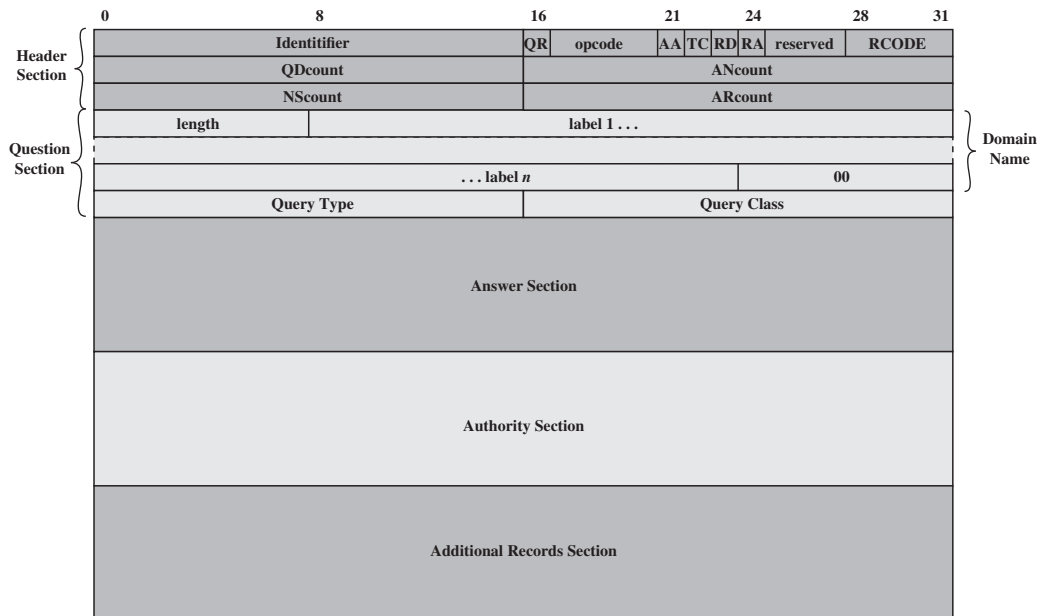 0 8 16 21 24 28 31
Header
Section
Identitifier QR opcode AA TC RD RA reserved RCODE
QDcount ANcount
NScount ARcount
Question
Section
length label 1 . . .
Domain
Name
. . . label n 00
Query Type Query Class
Answer Section
Authority Section
Additional Records Section